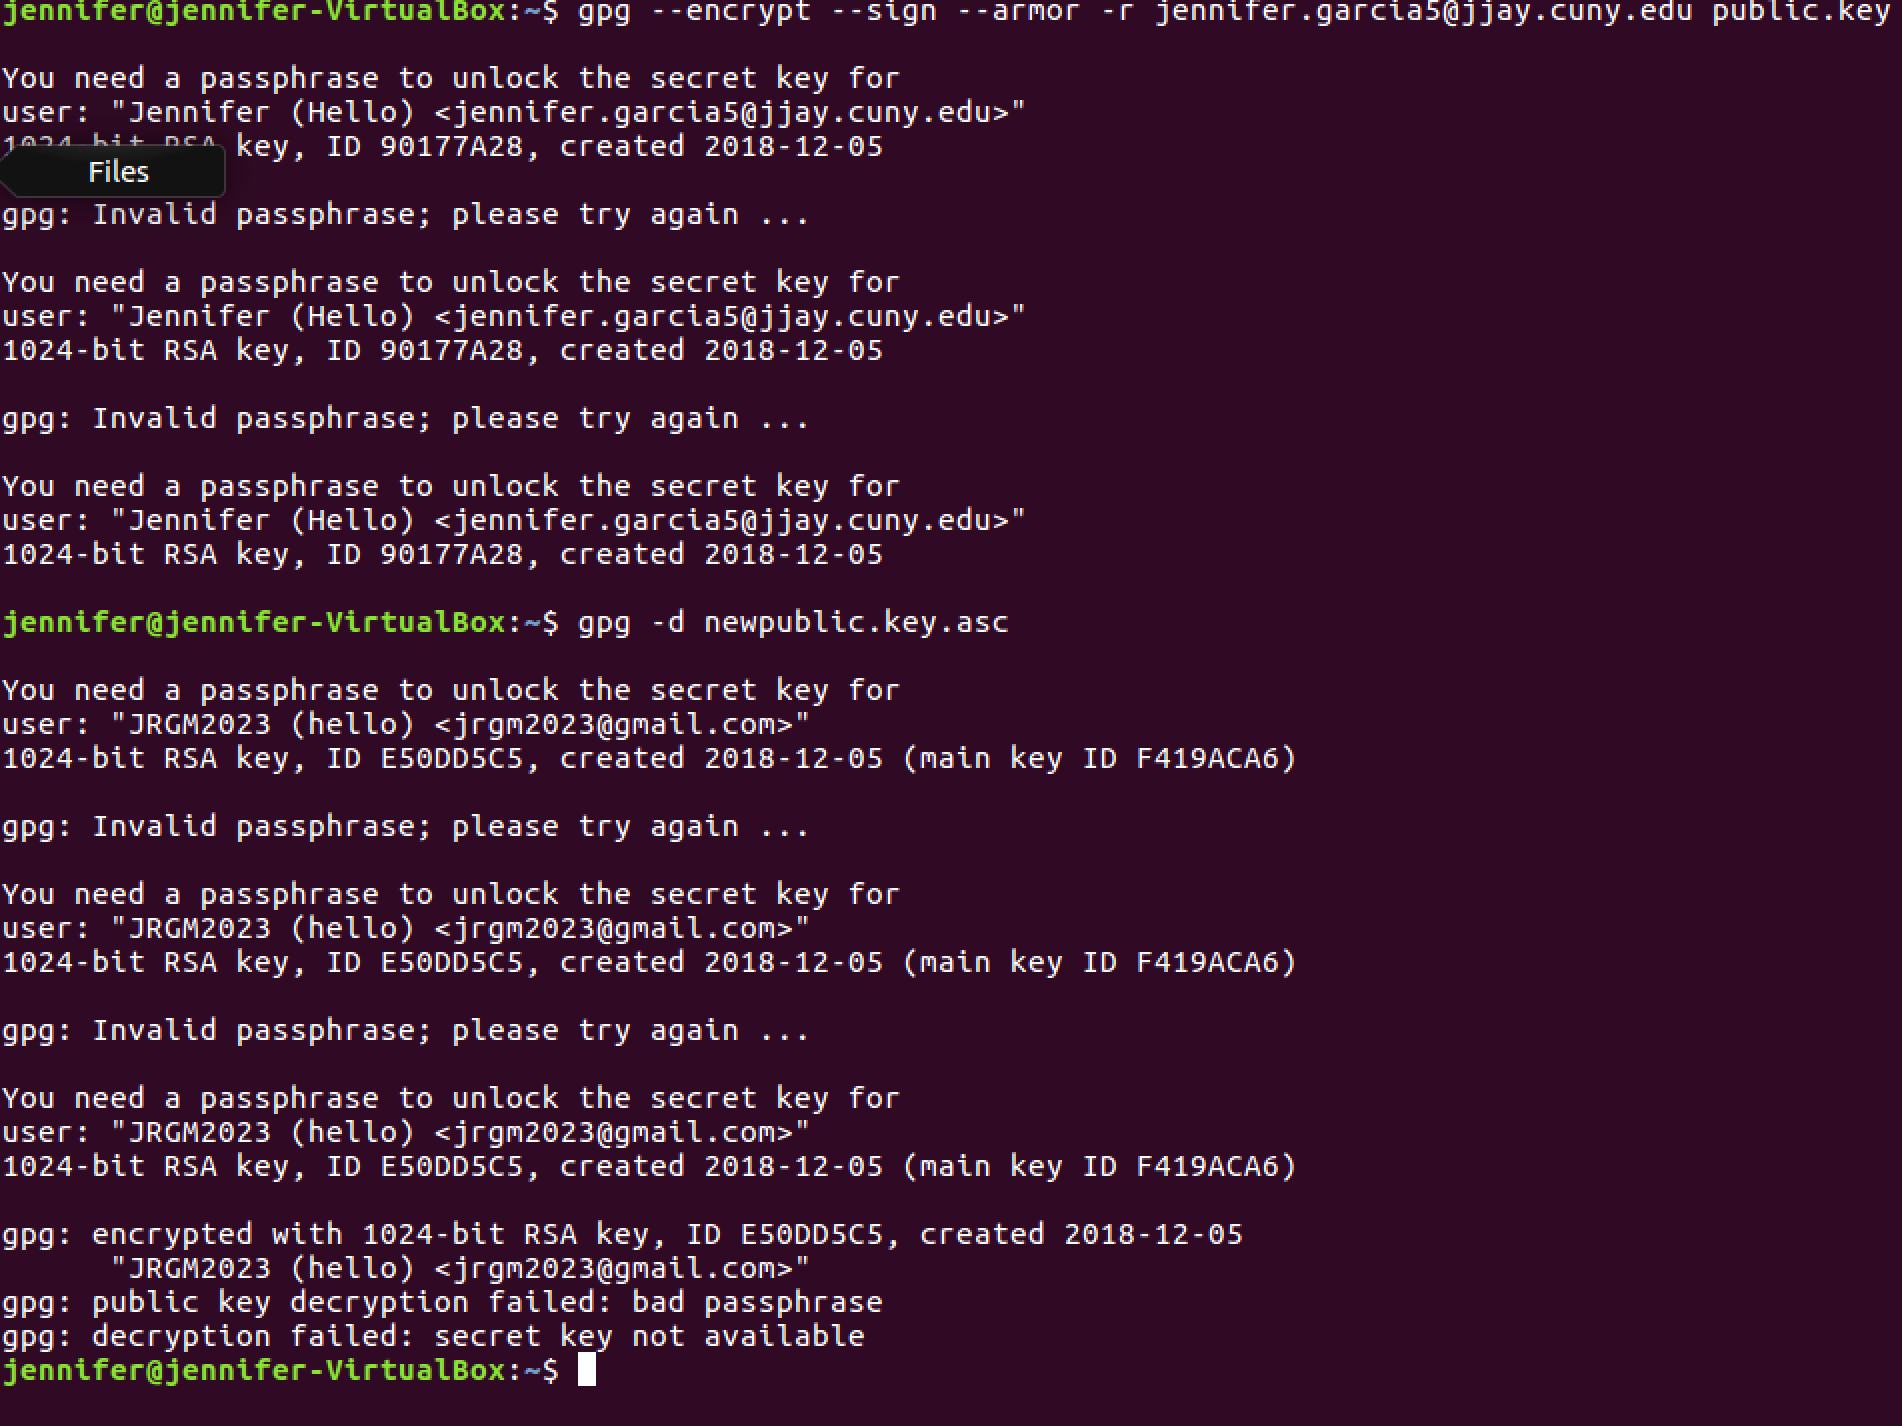 jennifer@jennifer-VirtualBox:~$ gpg --encrypt --sign --armor -r jennifer.garcia5@jjay.cuny.edu public.key
You need a passphrase to unlock the secret key for
user: "Jennifer (Hello) <jennifer.garcia5@jjay.cuny.edu>"
1024-bit RSA key, ID 90177A28, created 2018-12-05
Files
gpg: Invalid passphrase; please try again ...
You need a passphrase to unlock the secret key for
user: "Jennifer (Hello) <jennifer.garcia5@jjay.cuny.edu>"
1024-bit RSA key, ID 90177A28, created 2018-12-05
gpg: Invalid passphrase; please try again ...
You need a passphrase to unlock the secret key for
user: "Jennifer (Hello) <jennifer.garcia5@jjay.cuny.edu>"
1024-bit RSA key, ID 90177A28, created 2018-12-05
jennifer@jennifer-VirtualBox:~$ gpg -d newpublic.key.asc
You need a passphrase to unlock the secret key for
user: "JRGM2023 (hello) <jrgm2023@gmail.com>"
1024-bit RSA key, ID E50DD5C5, created 2018-12-05 (main key ID F419ACA6)
gpg: Invalid passphrase; please try again ...
You need a passphrase to unlock the secret key for
user: "JRGM2023 (hello) <jrgm2023@gmail.com>"
1024-bit RSA key, ID E50DD5C5, created 2018-12-05 (main key ID F419ACA6)
gpg: Invalid passphrase; please try again ...
You need a passphrase to unlock the secret key for
user: "JRGM2023 (hello) <jrgm2023@gmail.com>"
1024-bit RSA key, ID E50DD5C5, created 2018-12-05 (main key ID F419ACA6)
gpg: encrypted with 1024-bit RSA key, ID E50DD5C5, created 2018-12-05
"JRGM2023 (hello) <jrgm2023@gmail.com>"
gpg: public key decryption failed: bad passphrase
gpg: decryption failed: secret key not available
jennifer@jennifer-VirtualBox:~$